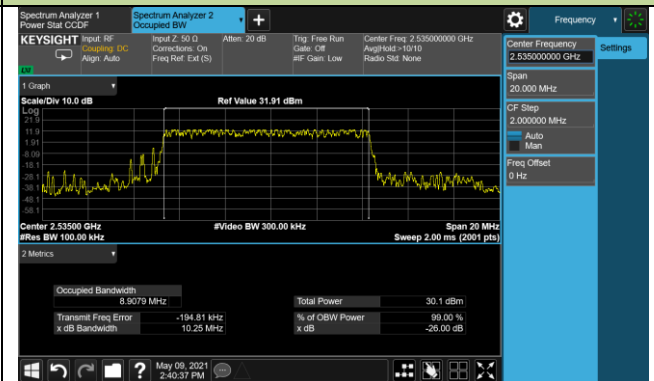 Spectrum Analyzer 1
Power Stat CCDF
Spectrum Analyzer 2
Occupied BW
Frequency
KEYSIGHT
Input: RF
Coupling: DC
Align: Auto
Input Z: 50 Ω
Corrections: On
Freq Ref: Ext (S)
Atten: 20 dB
Trig: Free Run
Gate: Off
#IF Gain: Low
Center Freq: 2.535000000 GHz
Avg|Hold:>10/10
Radio Std: None
Center Frequency
2.535000000 GHz
Settings
Span
20.000 MHz
CF Step
2.000000 MHz
Auto
Man
Freq Offset
0 Hz
1 Graph
Scale/Div 10.0 dB
Ref Value 31.91 dBm
Log
21.9
11.9
1.91
-8.09
-18.1
-28.1
-38.1
-48.1
-58.1
Center 2.53500 GHz
#Video BW 300.00 kHz
Span 20 MHz
#Res BW 100.00 kHz
Sweep 2.00 ms (2001 pts)
2 Metrics
Occupied Bandwidth
8.9079 MHz
Total Power
30.1 dBm
Transmit Freq Error
-194.81 kHz
% of OBW Power
99.00 %
x dB Bandwidth
10.25 MHz
x dB
-26.00 dB
?
May 09, 2021
2:40:37 PM